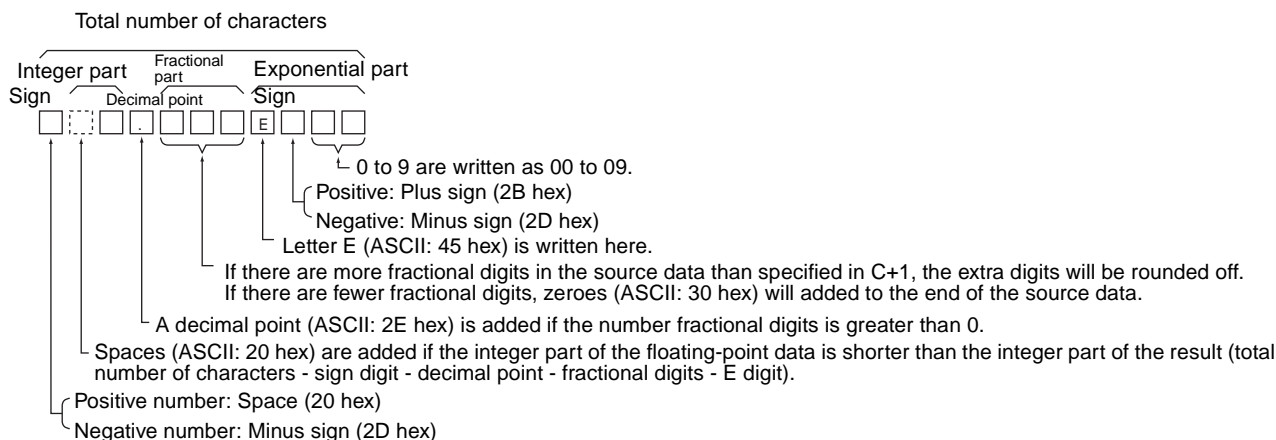 Total number of characters
Integer part
Fractional
part
Exponential part
Sign
Decimal point
Sign
. E
0 to 9 are written as 00 to 09.
Positive: Plus sign (2B hex)
Negative: Minus sign (2D hex)
Letter E (ASCII: 45 hex) is written here.
If there are more fractional digits in the source data than specified in C+1, the extra digits will be rounded off.
If there are fewer fractional digits, zeroes (ASCII: 30 hex) will added to the end of the source data.
A decimal point (ASCII: 2E hex) is added if the number fractional digits is greater than 0.
Spaces (ASCII: 20 hex) are added if the integer part of the floating-point data is shorter than the integer part of the result (total
number of characters - sign digit - decimal point - fractional digits - E digit).
Positive number: Space (20 hex)
Negative number: Minus sign (2D hex)